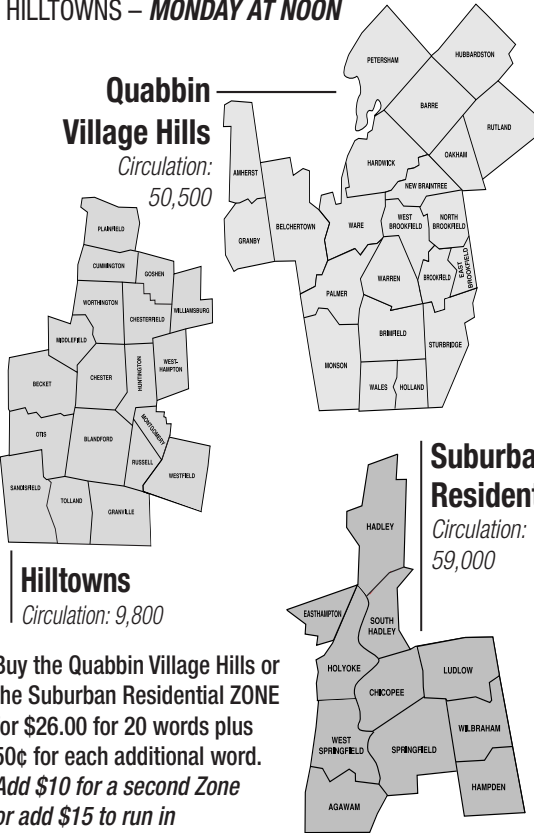 HILLTOWNS – MONDAY AT NOON
Quabbin
Village Hills
Circulation:
50,500
PETERSHAM
HUBBARDSTON
BARRE
RUTLAND
OAKHAM
HARDWICK
NEW BRAINTREE
AMHERST
BELCHERTOWN
GRANBY
WARE
WEST
BROOKFIELD
NORTH
BROOKFIELD
EAST
BROOKFIELD
BROOKFIELD
WARREN
PALMER
BRIMFIELD
STURBRIDGE
MONSON
WALES
HOLLAND
PLAINFIELD
CUMMINGTON
GOSHEN
WORTHINGTON
WILLIAMSBURG
CHESTERFIELD
MIDDLEFIELD
WEST-
HAMPTON
HUNTINGTON
CHESTER
BECKET
MONTGOMERY
OTIS
BLANDFORD
RUSSELL
WESTFIELD
SANDISFIELD
TOLLAND
GRANVILLE
Hilltowns
Circulation: 9,800
Suburba
Resident
Circulation:
59,000
HADLEY
EASTHAMPTON
SOUTH
HADLEY
HOLYOKE
CHICOPEE
LUDLOW
WEST
SPRINGFIELD
SPRINGFIELD
WILBRAHAM
HAMPDEN
AGAWAM
Buy the Quabbin Village Hills or
the Suburban Residential ZONE
for $26.00 for 20 words plus
50¢ for each additional word.
Add $10 for a second Zone
or add $15 to run in